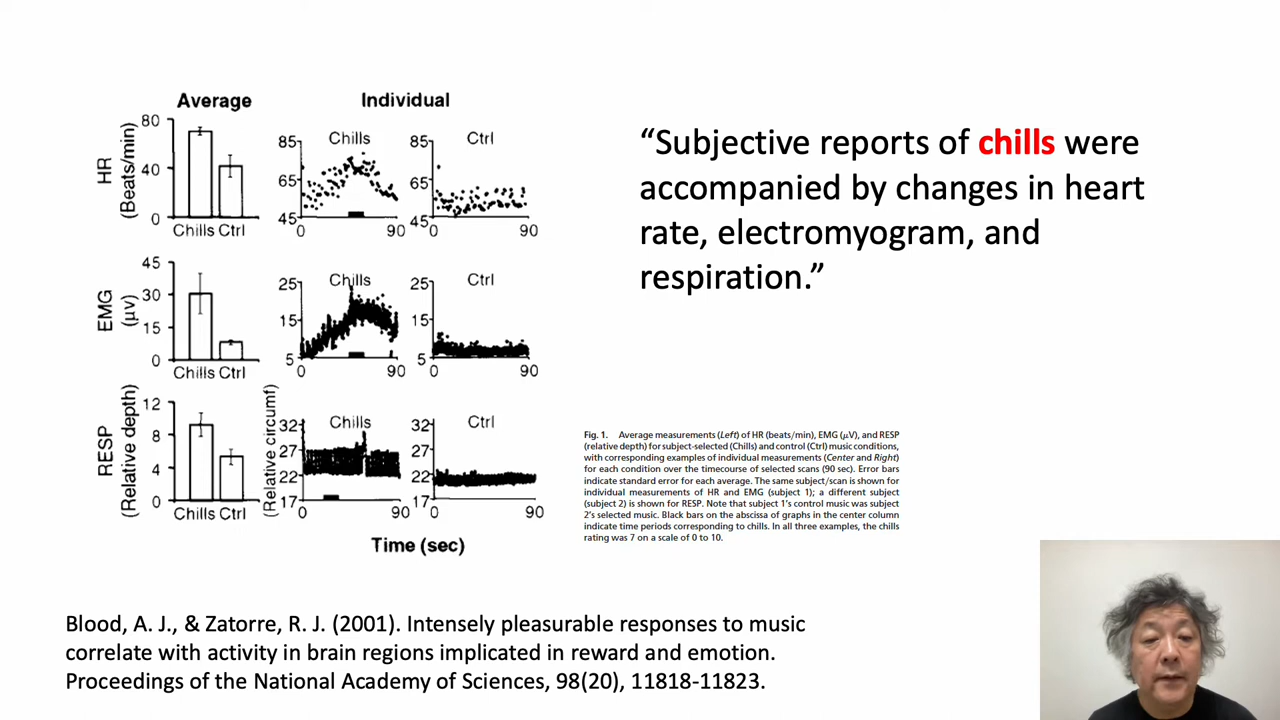 Average
Individual
HR
(Beats/min)
80
40
0
Chills Ctrl
85
65
45
Chills
0
90
85
65
45
Ctrl
0
90
EMG
(µv)
45
30
15
0
Chills Ctrl
25
15
5
Chills
0
90
25
15
5
Ctrl
0
90
RESP
(Relative depth)
12
8
4
0
Chills Ctrl
(Relative circumf)
32
27
22
17
Chills
0
90
32
27
22
17
Ctrl
0
90
Time (sec)
“Subjective reports of chills were
accompanied by changes in heart
rate, electromyogram, and
respiration.”
Fig. 1. Average measurements (Left) of HR (beats/min), EMG (µV), and RESP
(relative depth) for subject-selected (Chills) and control (Ctrl) music conditions,
with corresponding examples of individual measurements (Center and Right)
for each condition over the timecourse of selected scans (90 sec). Error bars
indicate standard error for each average. The same subject/scan is shown for
individual measurements of HR and EMG (subject 1); a different subject
(subject 2) is shown for RESP. Note that subject 1’s control music was subject
2’s selected music. Black bars on the abscissa of graphs in the center column
indicate time periods corresponding to chills. In all three examples, the chills
rating was 7 on a scale of 0 to 10.
Blood, A. J., & Zatorre, R. J. (2001). Intensely pleasurable responses to music
correlate with activity in brain regions implicated in reward and emotion.
Proceedings of the National Academy of Sciences, 98(20), 11818-11823.